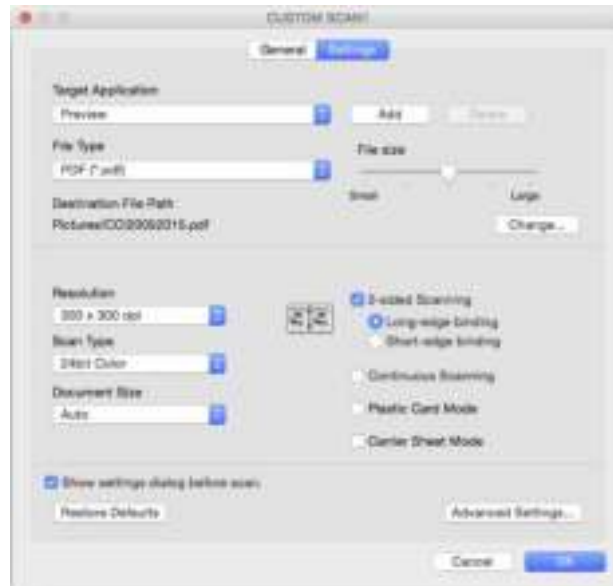 CUSTOM SCAN
General Settings
Target Application
Preview Add Delete
File Type File size
PDF (*.pdf)
Small Large
Destination File Path
Change...
Resolution
300 x 300 dpi
2-sided Scanning
Long-edge binding
Short-edge binding
Scan Type
24bit Color
Continuous Scanning
Document Size
Auto
Plastic Card Mode
Carrier Sheet Mode
Show settings dialog before scan.
Restore Defaults Advanced Settings...
Cancel OK